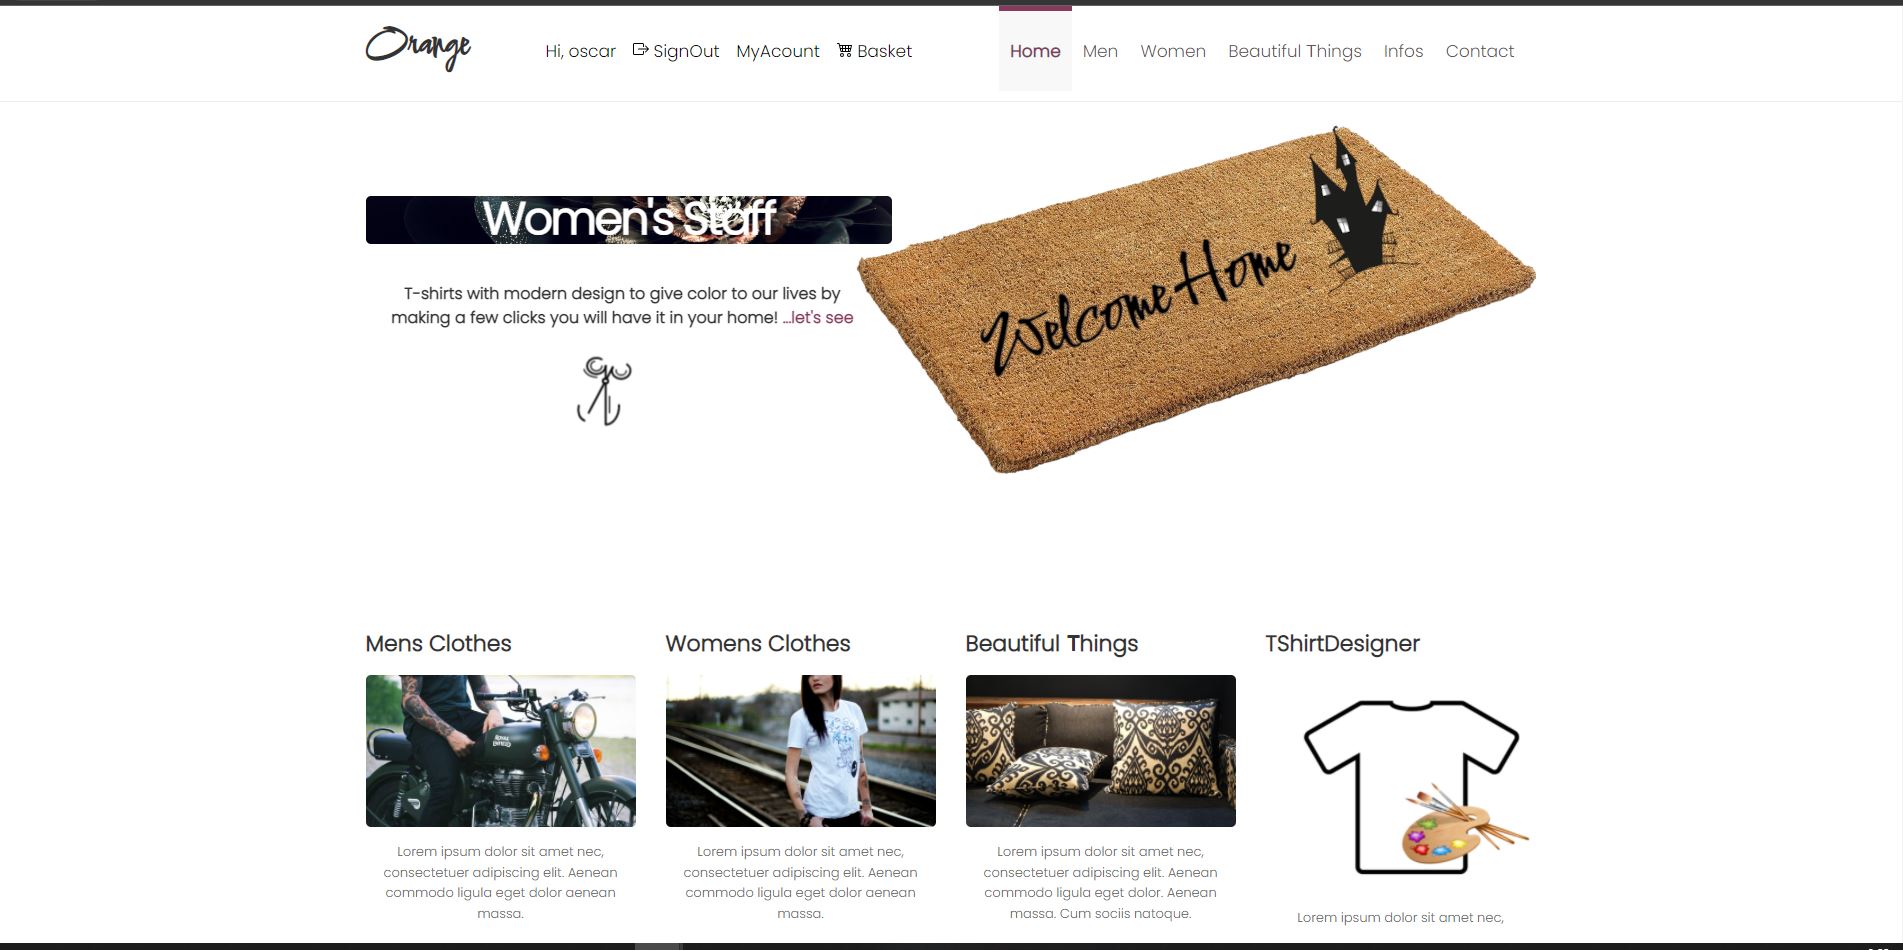 Orange
Hi, oscar SignOut MyAcount Basket
Home Men Women Beautiful Things Infos Contact
Women's Staff
T-shirts with modern design to give color to our lives by
making a few clicks you will have it in your home! ...let's see
Welcome Home
Mens Clothes
Womens Clothes
Beautiful Things
TShirtDesigner
ROYAL
ENFIELD
Lorem ipsum dolor sit amet nec,
consectetuer adipiscing elit. Aenean
commodo ligula eget dolor aenean
massa.
Lorem ipsum dolor sit amet nec,
consectetuer adipiscing elit. Aenean
commodo ligula eget dolor aenean
massa.
Lorem ipsum dolor sit amet nec,
consectetuer adipiscing elit. Aenean
commodo ligula eget dolor. Aenean
massa. Cum sociis natoque.
Lorem ipsum dolor sit amet nec,